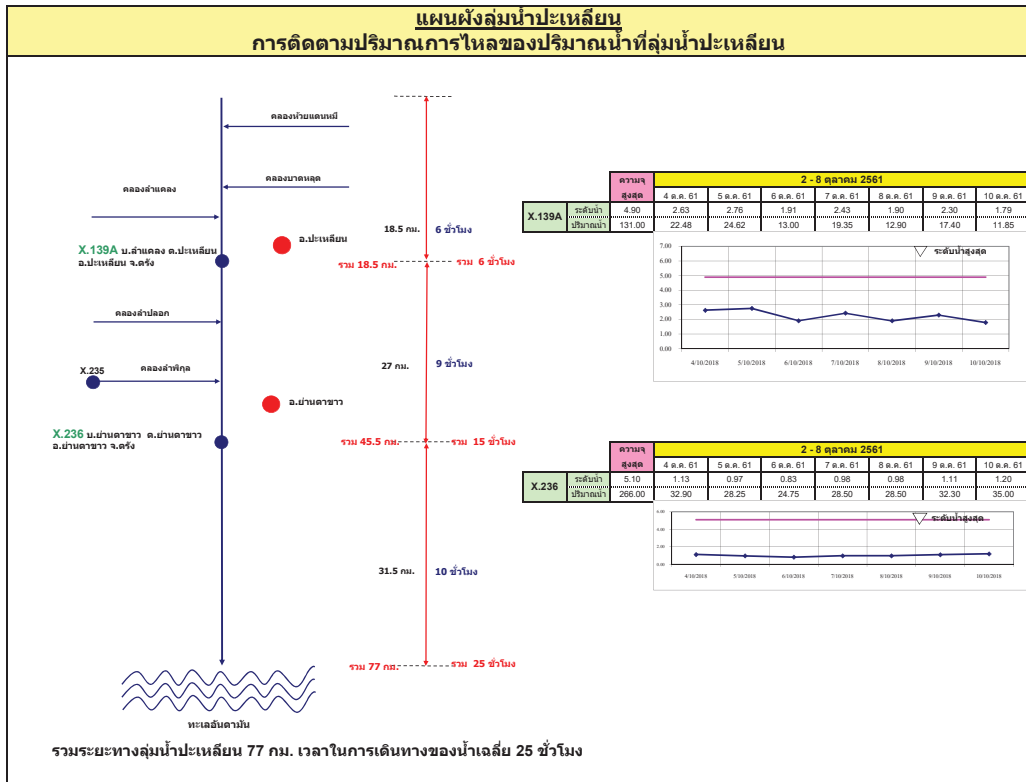 แผนผังลุ่มน้ำปะเหลียน
การติดตามปริมาณการไหลของปริมาณน้ำที่ลุ่มน้ำปะเหลียน
คลองห้วยแดนหมี
คลองบาดหลุด
คลองลำแคลง
18.5 กม. 6 ชั่วโมง
อ.ปะเหลียน
X.139A บ.ลำแคลง ต.ปะเหลียน
อ.ปะเหลียน จ.ตรัง
รวม 18.5 กม. รวม 6 ชั่วโมง
คลองลำปลอก
X.235 คลองลำพิกุล
27 กม. 9 ชั่วโมง
อ.ย่านตาขาว
X.236 บ.ย่านตาขาว ต.ย่านตาขาว
อ.ย่านตาขาว จ.ตรัง
รวม 45.5 กม. รวม 15 ชั่วโมง
31.5 กม. 10 ชั่วโมง
รวม 77 กม. รวม 25 ชั่วโมง
ทะเลอันดามัน
รวมระยะทางลุ่มน้ำปะเหลียน 77 กม. เวลาในการเดินทางของน้ำเฉลี่ย 25 ชั่วโมง
ความจุ 2 - 8 ตุลาคม 2561
สูงสุด 4 ต.ค. 61 5 ต.ค. 61 6 ต.ค. 61 7 ต.ค. 61 8 ต.ค. 61 9 ต.ค. 61 10 ต.ค. 61
X.139A ระดับน้ำ 4.90 2.63 2.76 1.91 2.43 1.90 2.30 1.79
ปริมาณน้ำ 131.00 22.48 24.62 13.00 19.35 12.90 17.40 11.85
ระดับน้ำสูงสุด
7.00
6.00
5.00
4.00
3.00
2.00
1.00
0.00
4/10/2018 5/10/2018 6/10/2018 7/10/2018 8/10/2018 9/10/2018 10/10/2018
ความจุ 2 - 8 ตุลาคม 2561
สูงสุด 4 ต.ค. 61 5 ต.ค. 61 6 ต.ค. 61 7 ต.ค. 61 8 ต.ค. 61 9 ต.ค. 61 10 ต.ค. 61
X.236 ระดับน้ำ 5.10 1.13 0.97 0.83 0.98 0.98 1.11 1.20
ปริมาณน้ำ 266.00 32.90 28.25 24.75 28.50 28.50 32.30 35.00
ระดับน้ำสูงสุด
6.00
4.00
2.00
0.00
4/10/2018 5/10/2018 6/10/2018 7/10/2018 8/10/2018 9/10/2018 10/10/2018